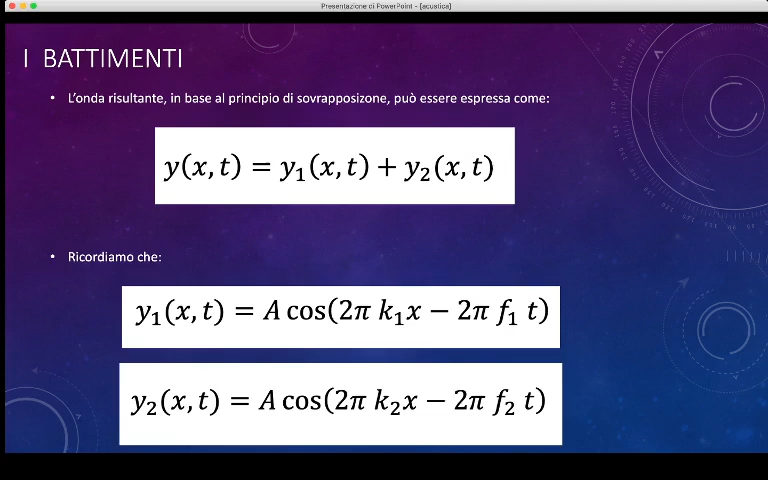 Presentazione di PowerPoint - [acustica]
I BATTIMENTI
• L'onda risultante, in base al principio di sovrapposizone, può essere espressa come:
y(x, t) = y₁(x, t) + y₂(x, t)
• Ricordiamo che:
y₁(x, t) = A cos(2π k₁x − 2π f₁ t)
y₂(x, t) = A cos(2π k₂x − 2π f₂ t)